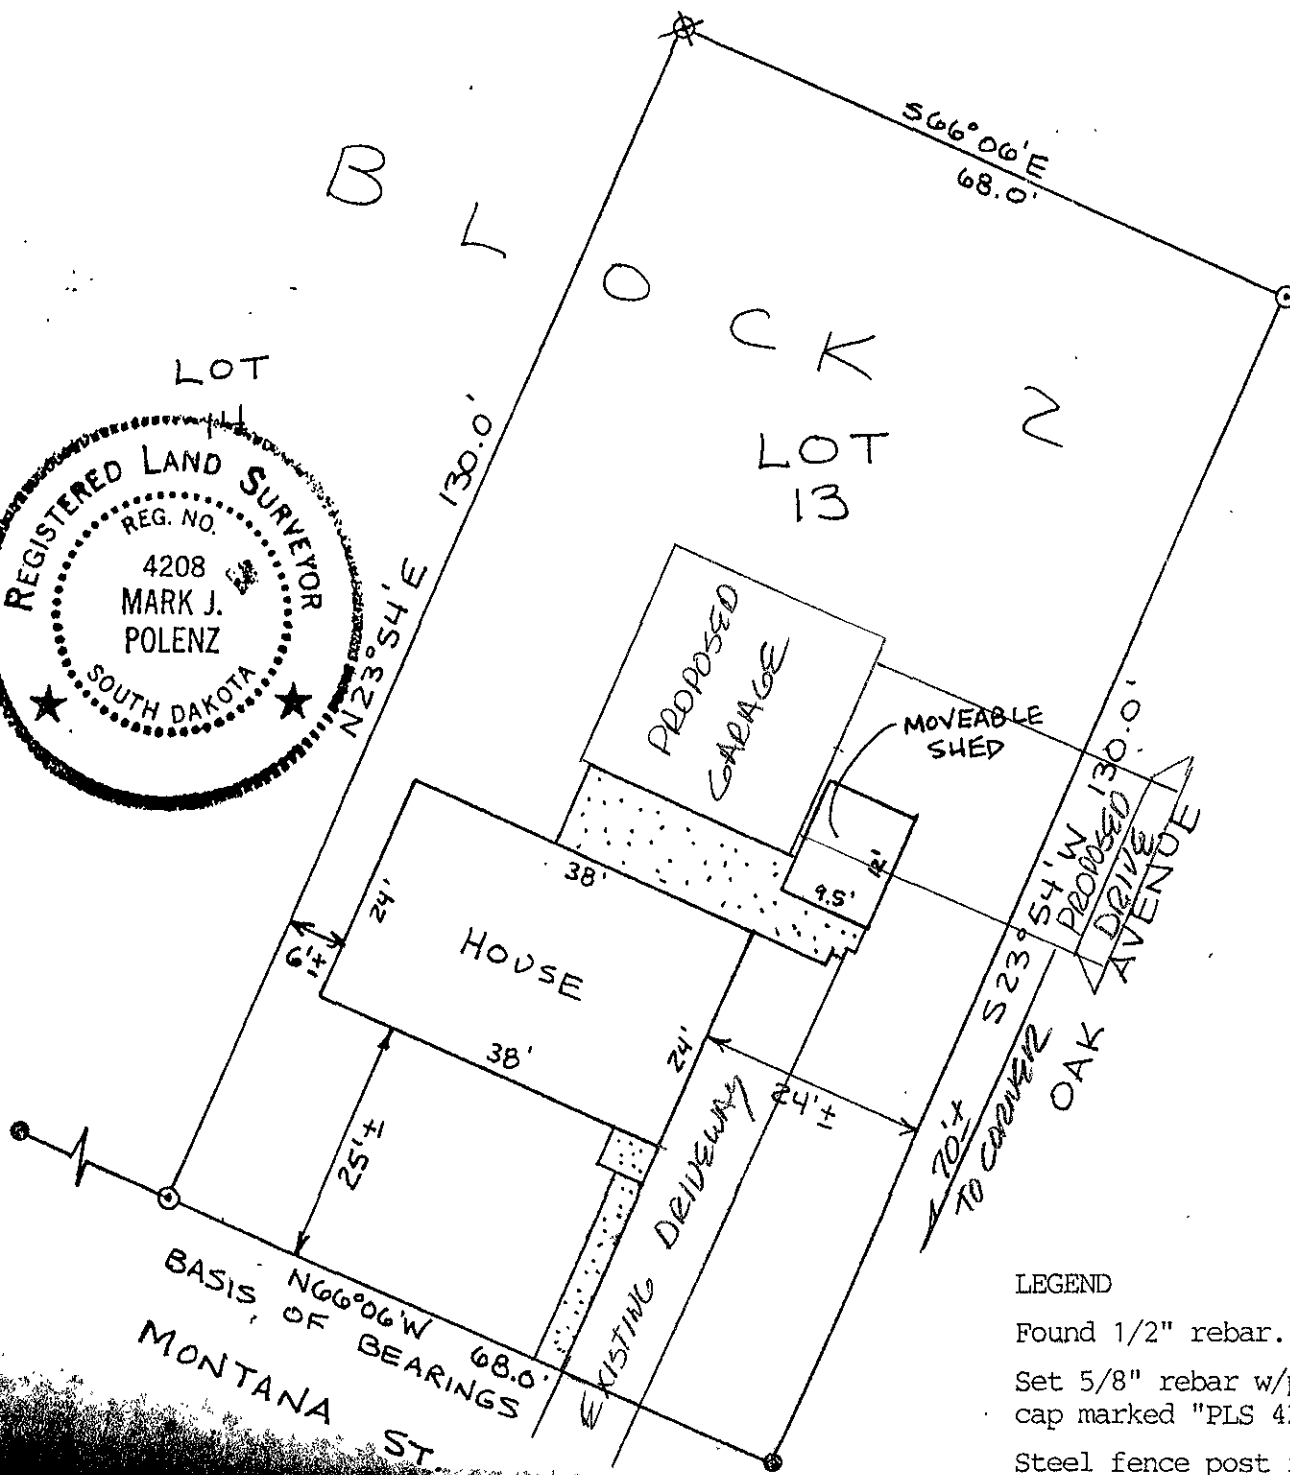 S66°06'E
68.0'
B L O C K 2
LOT
14
LOT
13
130.0'
N23°54'E
REGISTERED LAND SURVEYOR
REG. NO.
4208
MARK J.
POLENZ
SOUTH DAKOTA
PROPOSED
GARAGE
MOVEABLE
SHED
12'
9.5'
38'
24'
HOUSE
6'±
38'
24'
24'±
25'±
S23°54'W 130.0'
PROPOSED
DRIVE
OAK AVENUE
70'±
TO CORNER
EXISTING DRIVEWAY
N66°06'W 68.0'
BASIS OF BEARINGS
MONTANA ST.
LEGEND
Found 1/2" rebar.
Set 5/8" rebar w/
cap marked "PLS 42
Steel fence post